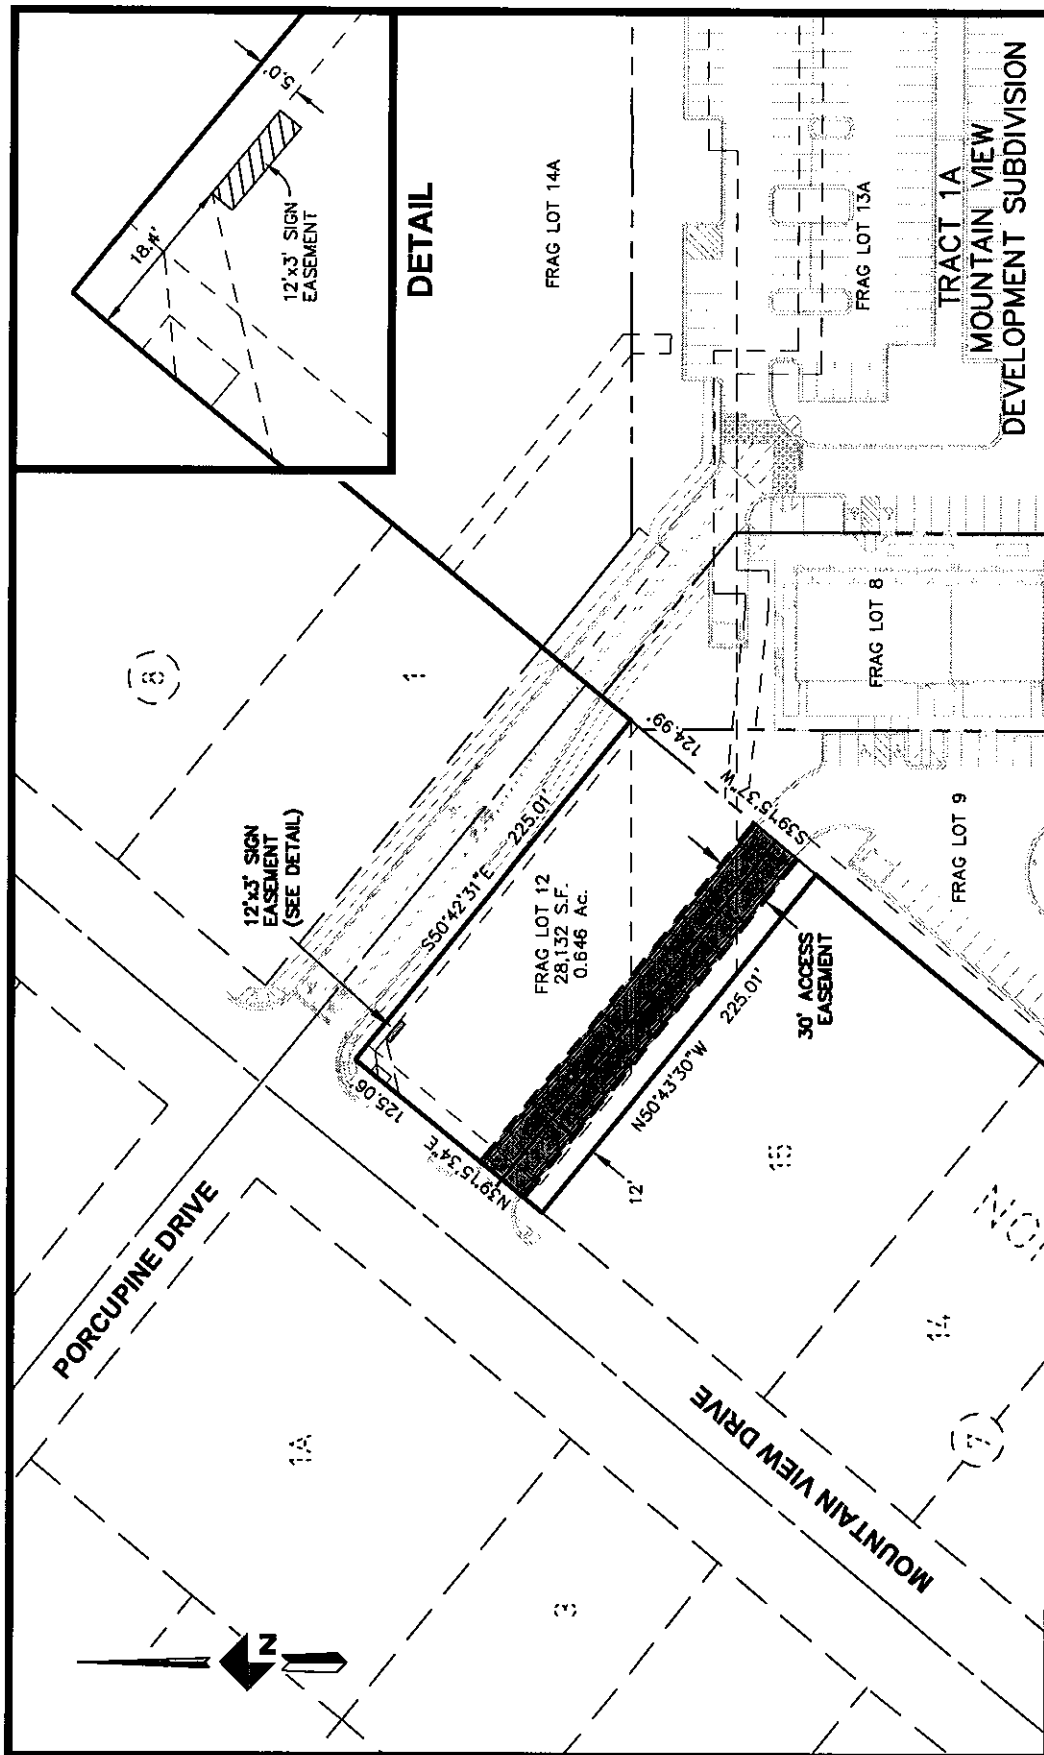 PORCUPINE DRIVE
MOUNTAIN VIEW DRIVE
N
1A
3
8
1
7
14
1B
12'x3' SIGN
EASEMENT
(SEE DETAIL)
S50°42'31"E 225.01'
FRAG LOT 12
28,132 S.F.
0.646 Ac.
125.06'
N39°15'34"E
12'
N50°43'30"W 225.01'
30' ACCESS
EASEMENT
S39°15'37"W
124.99'
FRAG LOT 9
FRAG LOT 8
FRAG LOT 14A
FRAG LOT 13A
TRACT 1A
MOUNTAIN VIEW
DEVELOPMENT SUBDIVISION
18.4'
5.0'
12'x3' SIGN
EASEMENT
DETAIL